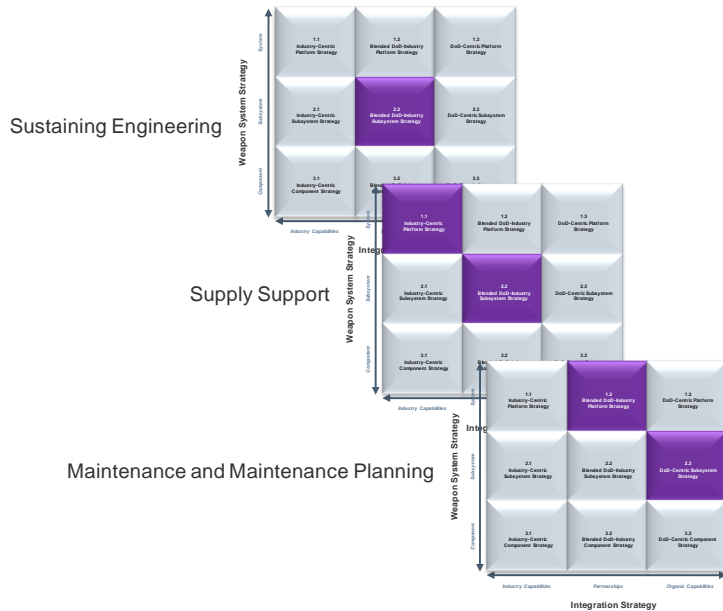 System
1.1
Industry-Centric
Platform Strategy
1.2
Blended DoD-Industry
Platform Strategy
1.3
DoD-Centric Platform
Strategy
Weapon System Strategy
Subsystem
2.1
Industry-Centric
Subsystem Strategy
2.2
Blended DoD-Industry
Subsystem Strategy
2.3
DoD-Centric Subsystem
Strategy
Sustaining Engineering
Component
3.1
Industry-Centric
Component Strategy
3.2
3.3
Industry Capabilities
System
1.1
Industry-Centric
Platform Strategy
1.2
Blended DoD-Industry
Platform Strategy
1.3
DoD-Centric Platform
Strategy
Weapon System Strategy
Subsystem
2.1
Industry-Centric
Subsystem Strategy
2.2
Blended DoD-Industry
Subsystem Strategy
2.3
DoD-Centric Subsystem
Strategy
Supply Support
Component
3.1
Industry-Centric
Component Strategy
3.2
3.3
Industry Capabilities
System
1.1
Industry-Centric
Platform Strategy
1.2
Blended DoD-Industry
Platform Strategy
1.3
DoD-Centric Platform
Strategy
Weapon System Strategy
Subsystem
2.1
Industry-Centric
Subsystem Strategy
2.2
Blended DoD-Industry
Subsystem Strategy
2.3
DoD-Centric Subsystem
Strategy
Maintenance and Maintenance Planning
Component
3.1
Industry-Centric
Component Strategy
3.2
Blended DoD-Industry
Component Strategy
3.3
DoD-Centric Component
Strategy
Industry Capabilities
Partnerships
Organic Capabilities
Integration Strategy